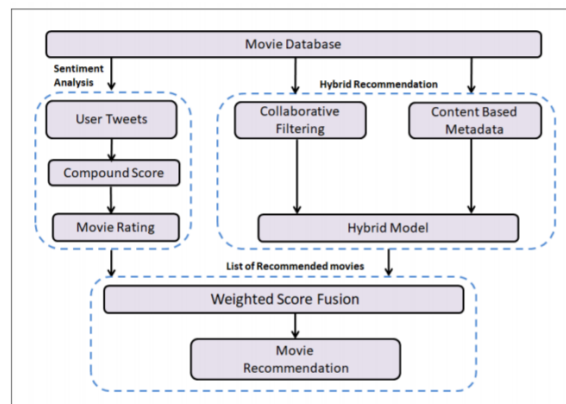 Movie Database
Sentiment
Analysis
Hybrid Recommendation
User Tweets
Collaborative
Filtering
Content Based
Metadata
Compound Score
Movie Rating
Hybrid Model
List of Recommended movies
Weighted Score Fusion
Movie
Recommendation